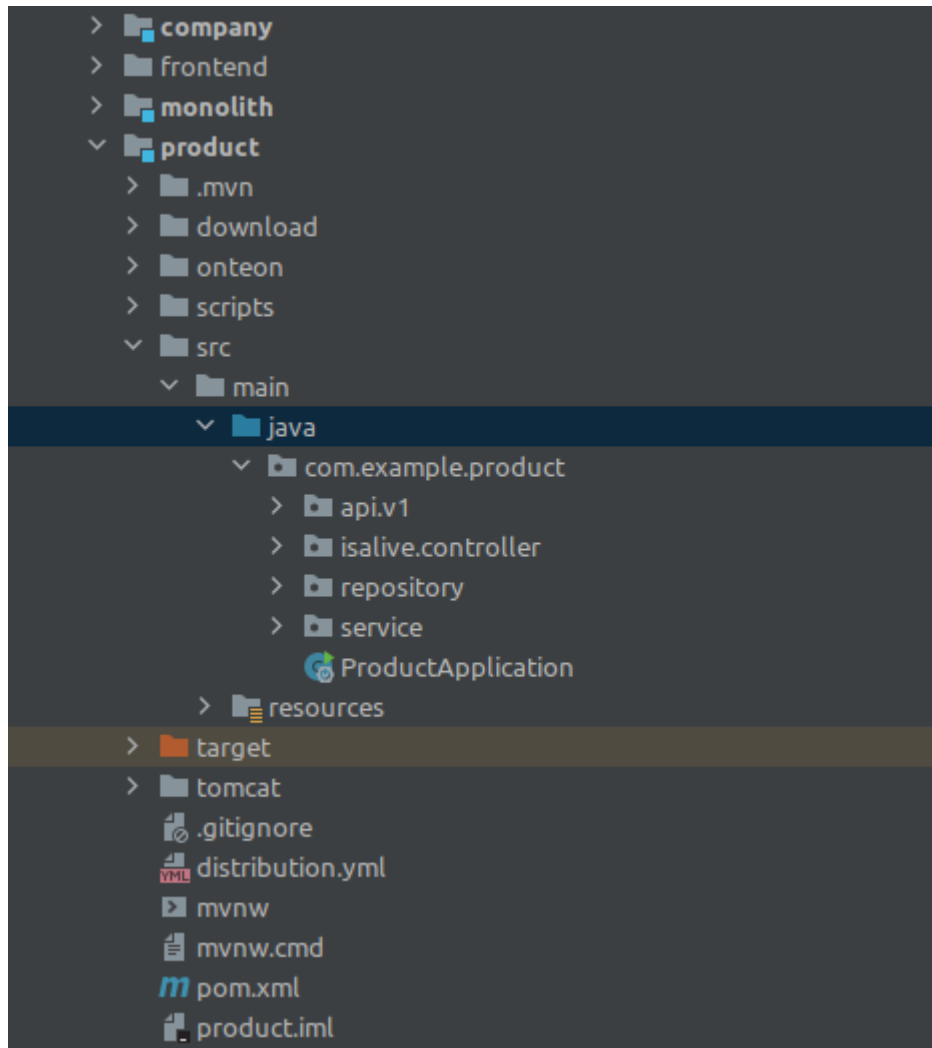 company
frontend
monolith
product
.mvn
download
onteon
scripts
src
main
java
com.example.product
api.v1
isalive.controller
repository
service
ProductApplication
resources
target
tomcat
.gitignore
YML distribution.yml
mvnw
mvnw.cmd
m pom.xml
product.iml